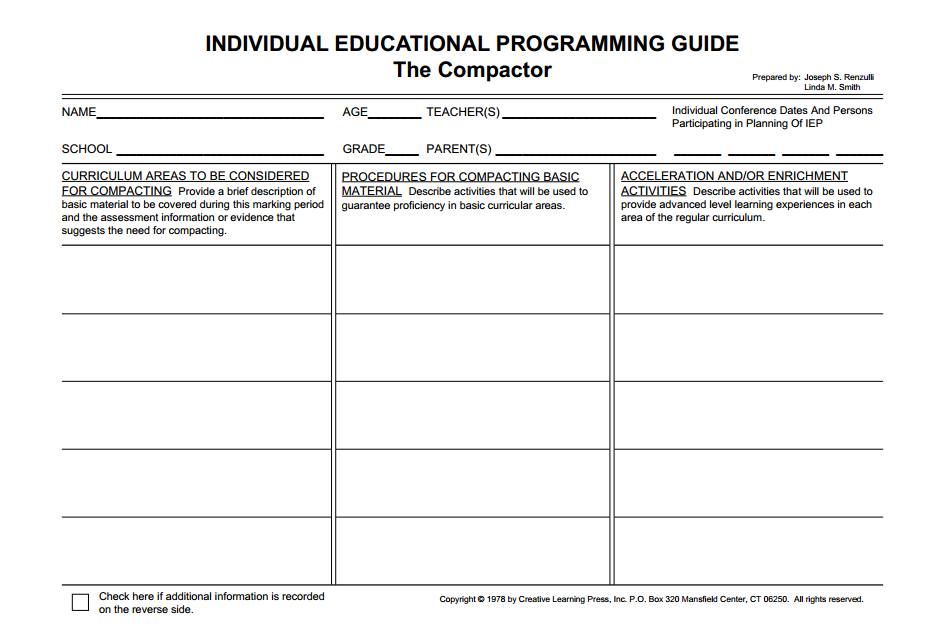 INDIVIDUAL EDUCATIONAL PROGRAMMING GUIDE
The Compactor
Prepared by: Joseph S. Renzulli
Linda M. Smith
NAME
AGE
TEACHER(S)
Individual Conference Dates And Persons
Participating in Planning Of IEP
SCHOOL
GRADE
PARENT(S)
CURRICULUM AREAS TO BE CONSIDERED
FOR COMPACTING Provide a brief description of
basic material to be covered during this marking period
and the assessment information or evidence that
suggests the need for compacting.
PROCEDURES FOR COMPACTING BASIC
MATERIAL Describe activities that will be used to
guarantee proficiency in basic curricular areas.
ACCELERATION AND/OR ENRICHMENT
ACTIVITIES Describe activities that will be used to
provide advanced level learning experiences in each
area of the regular curriculum.
Check here if additional information is recorded
on the reverse side.
Copyright © 1978 by Creative Learning Press, Inc. P.O. Box 320 Mansfield Center, CT 06250. All rights reserved.